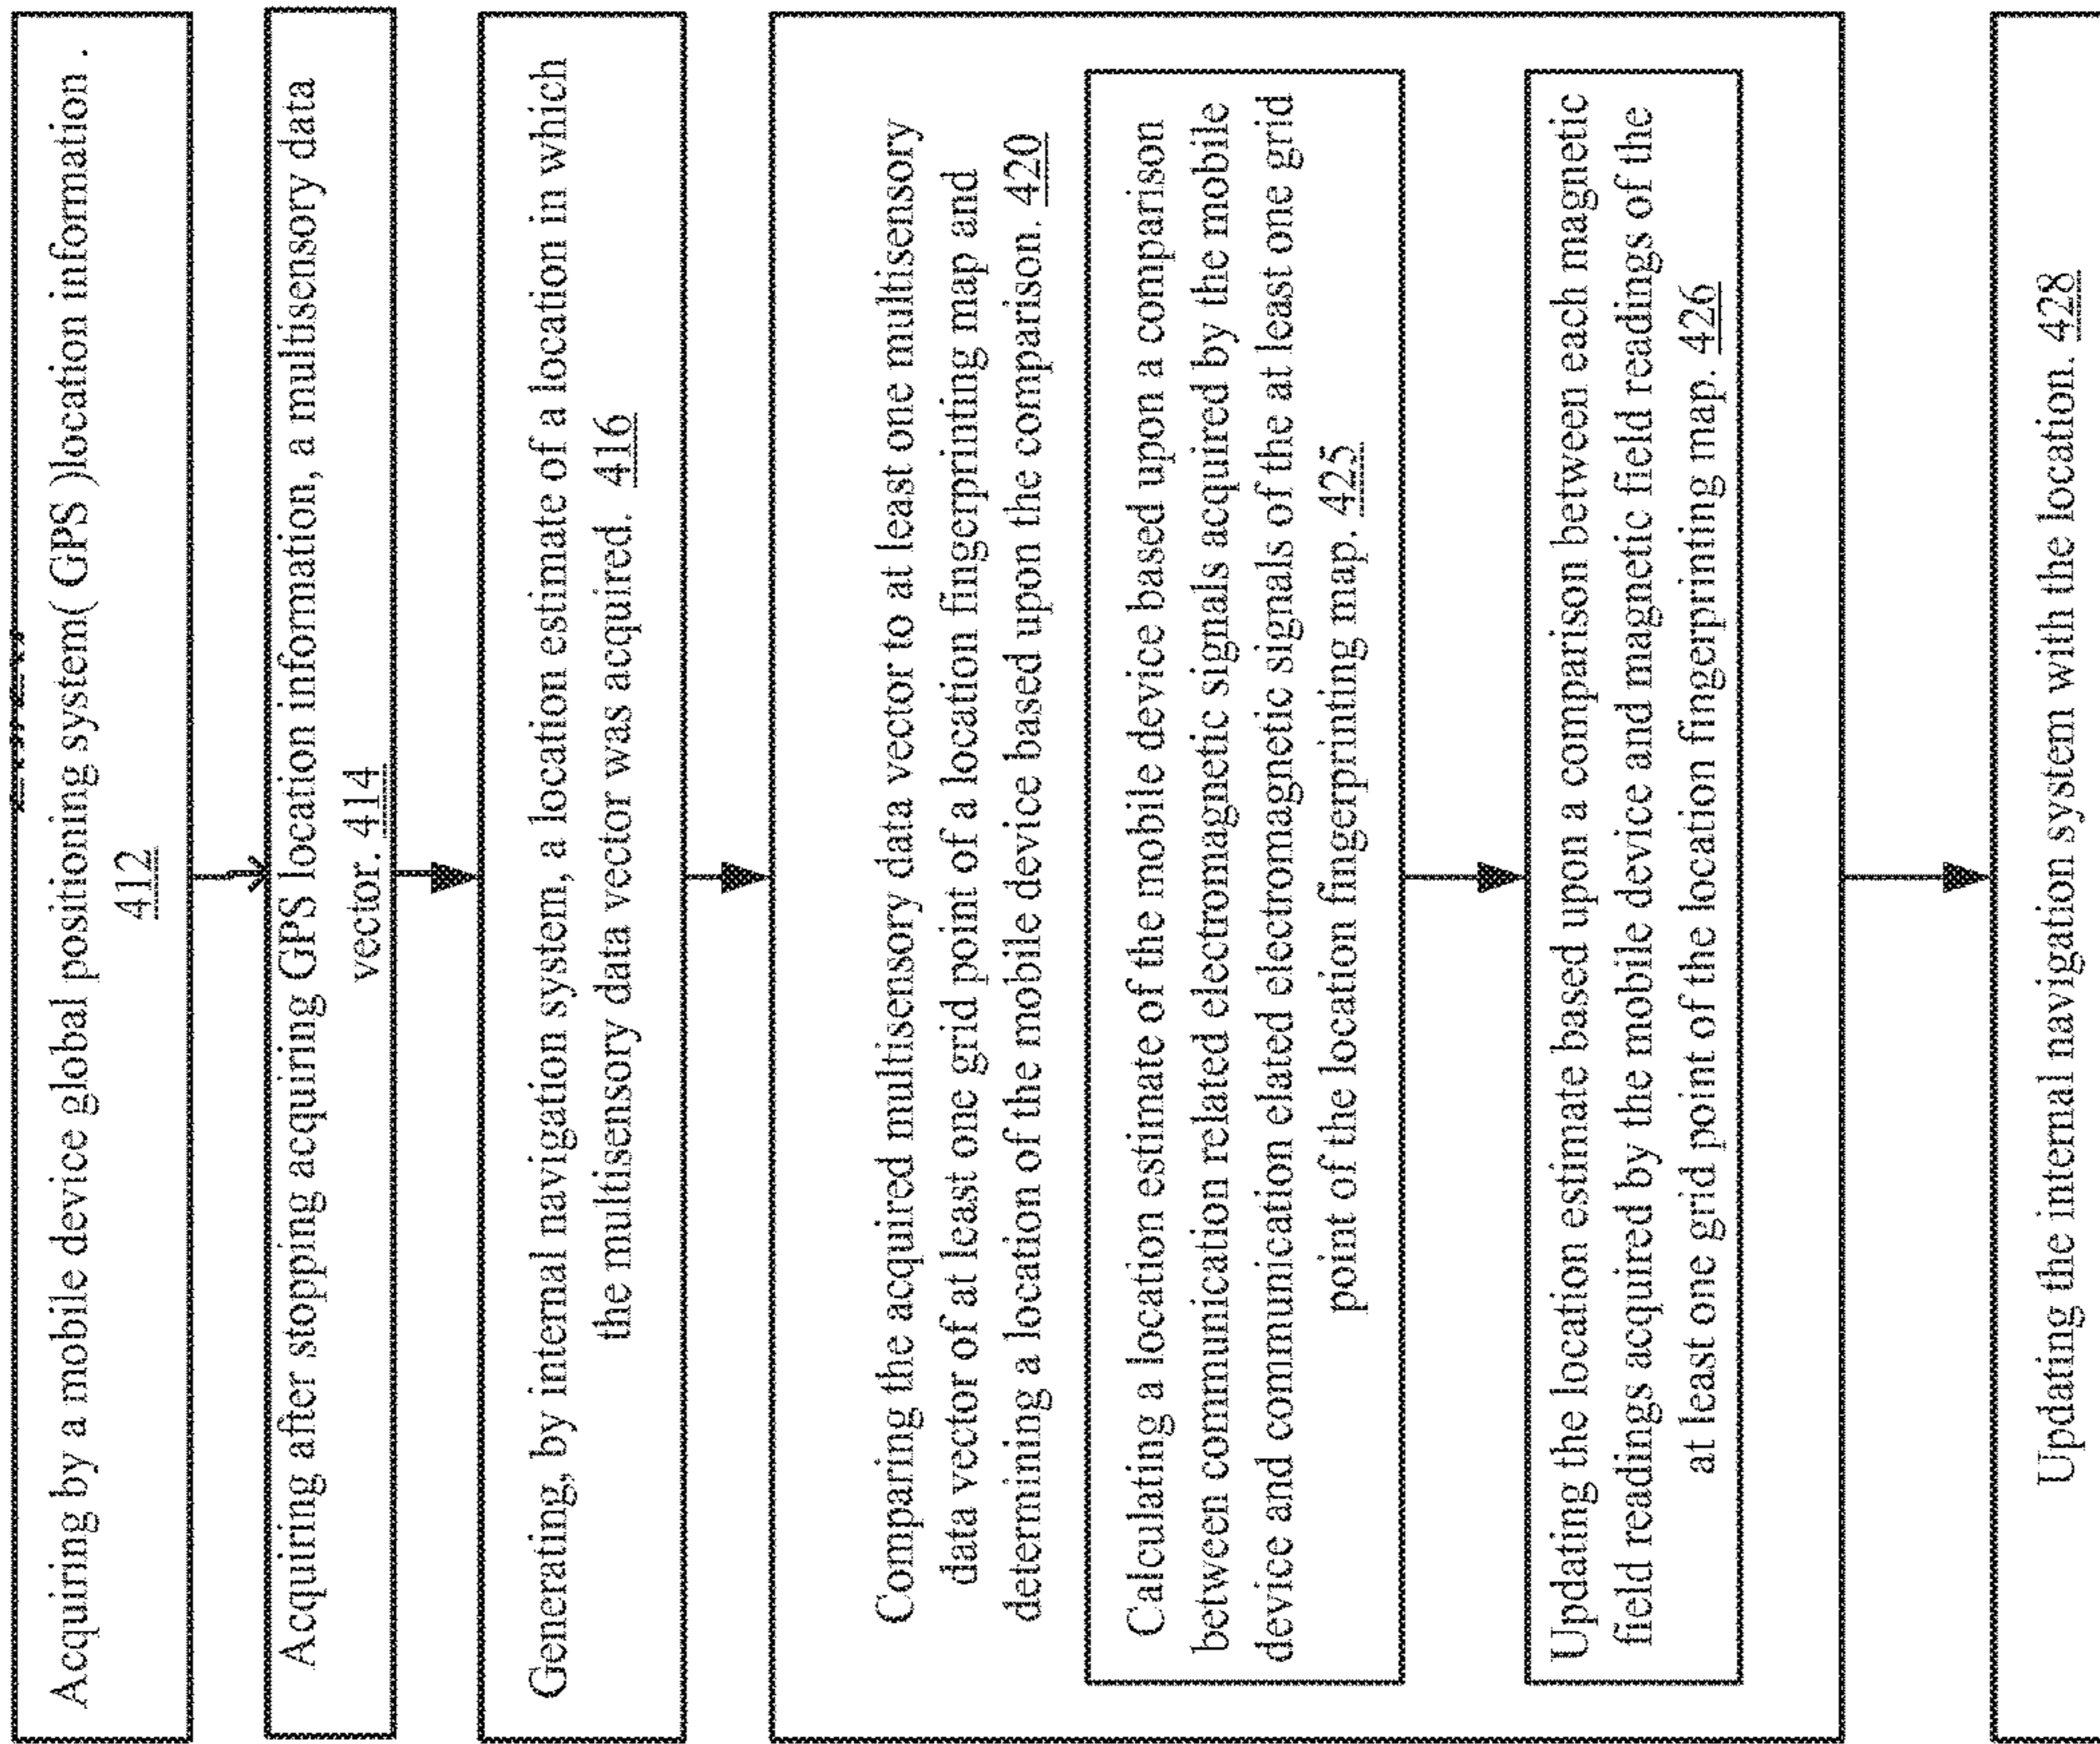 Acquiring by a mobile device global positioning system( GPS )location information .
412
Acquiring after stopping acquiring GPS location information, a multisensory data
vector. 414
Generating, by internal navigation system, a location estimate of a location in which
the multisensory data vector was acquired. 416
Comparing the acquired multisensory data vector to at least one multisensory
data vector of at least one grid point of a location fingerprinting map and
determining a location of the mobile device based upon the comparison. 420
Calculating a location estimate of the mobile device based upon a comparison
between communication related electromagnetic signals acquired by the mobile
device and communication elated electromagnetic signals of the at least one grid
point of the location fingerprinting map. 425
Updating the location estimate based upon a comparison between each magnetic
field readings acquired by the mobile device and magnetic field readings of the
at least one grid point of the location fingerprinting map. 426
Updating the internal navigation system with the location. 428